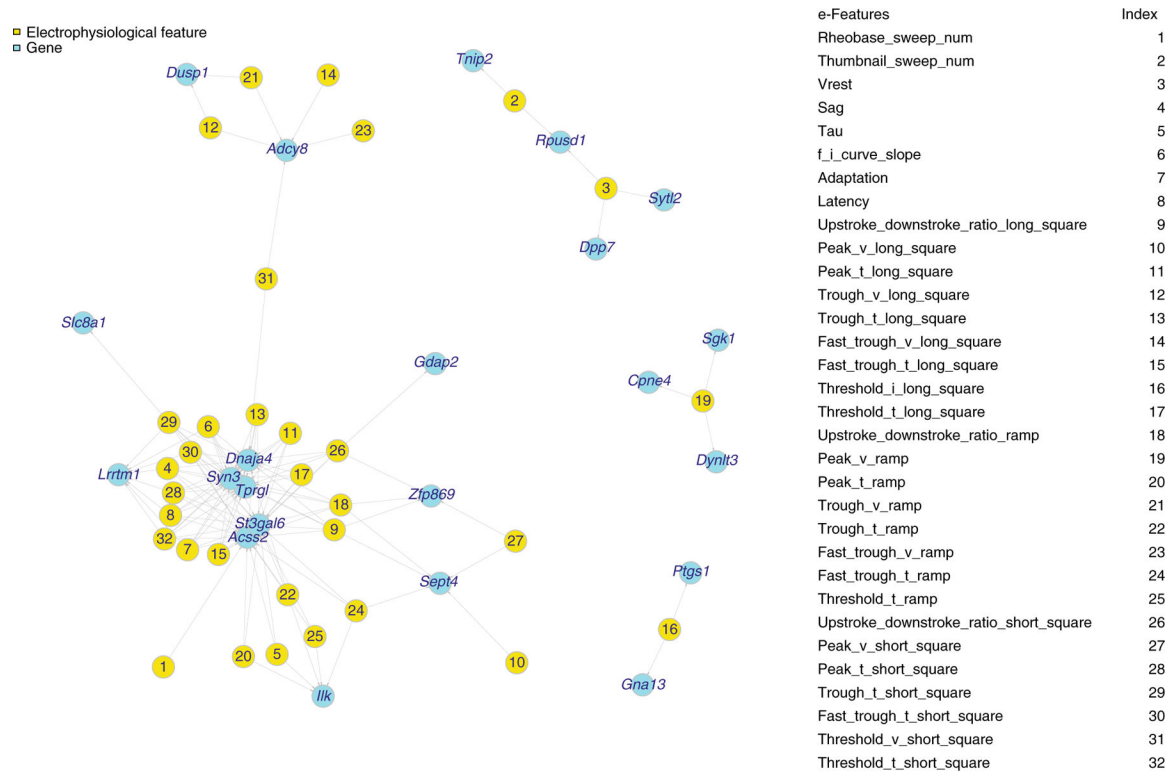 Electrophysiological feature
Gene
Dusp1
21
14
12
23
Adcy8
31
Tnip2
2
Rpusd1
3
Sytl2
Dpp7
Slc8a1
Gdap2
Sgk1
Cpne4
19
Dynlt3
29
6
13
11
26
30
Dnaja4
Lrrtm1
4
Syn3
17
Tprgl
28
18
Zfp869
8
St3gal6
9
32
Acss2
27
7
15
Sept4
22
24
25
1
20
5
10
Ilk
Ptgs1
16
Gna13
e-Features Index
Rheobase_sweep_num 1
Thumbnail_sweep_num 2
Vrest 3
Sag 4
Tau 5
f_i_curve_slope 6
Adaptation 7
Latency 8
Upstroke_downstroke_ratio_long_square 9
Peak_v_long_square 10
Peak_t_long_square 11
Trough_v_long_square 12
Trough_t_long_square 13
Fast_trough_v_long_square 14
Fast_trough_t_long_square 15
Threshold_i_long_square 16
Threshold_t_long_square 17
Upstroke_downstroke_ratio_ramp 18
Peak_v_ramp 19
Peak_t_ramp 20
Trough_v_ramp 21
Trough_t_ramp 22
Fast_trough_v_ramp 23
Fast_trough_t_ramp 24
Threshold_t_ramp 25
Upstroke_downstroke_ratio_short_square 26
Peak_v_short_square 27
Peak_t_short_square 28
Trough_t_short_square 29
Fast_trough_t_short_square 30
Threshold_v_short_square 31
Threshold_t_short_square 32